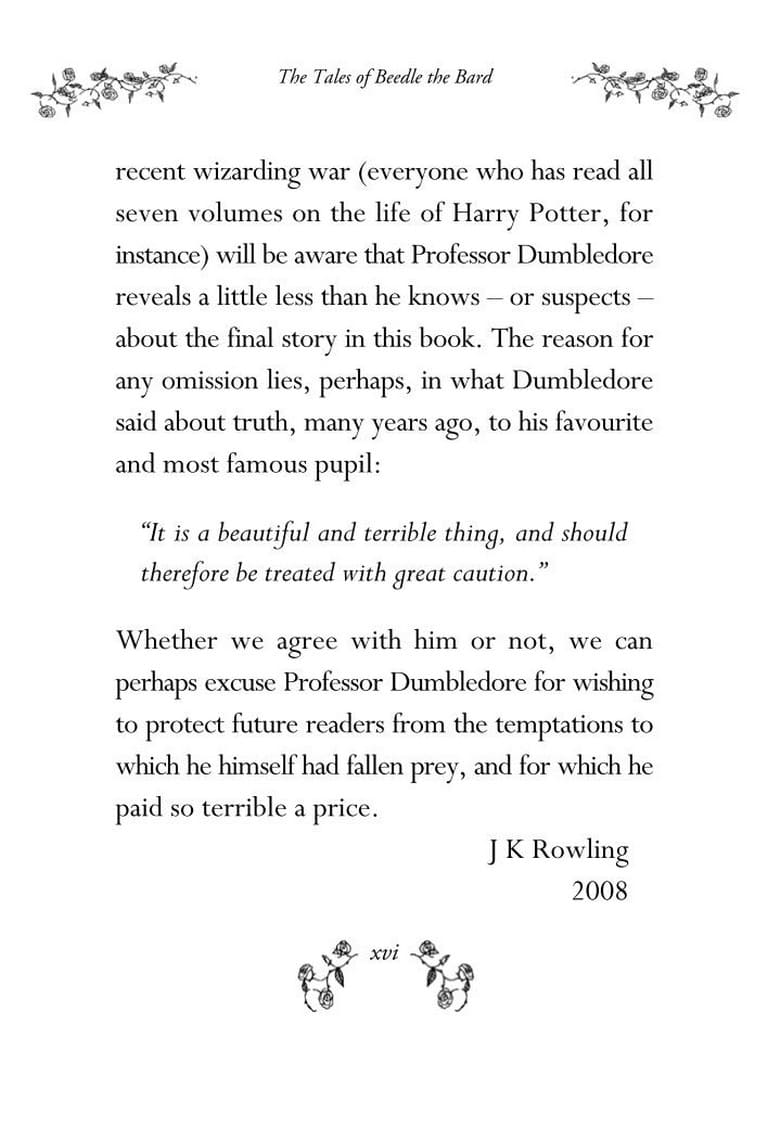 The Tales of Beedle the Bard
recent wizarding war (everyone who has read all
seven volumes on the life of Harry Potter, for
instance) will be aware that Professor Dumbledore
reveals a little less than he knows – or suspects –
about the final story in this book. The reason for
any omission lies, perhaps, in what Dumbledore
said about truth, many years ago, to his favourite
and most famous pupil:
“It is a beautiful and terrible thing, and should
therefore be treated with great caution.”
Whether we agree with him or not, we can
perhaps excuse Professor Dumbledore for wishing
to protect future readers from the temptations to
which he himself had fallen prey, and for which he
paid so terrible a price.
J K Rowling
2008
xvi